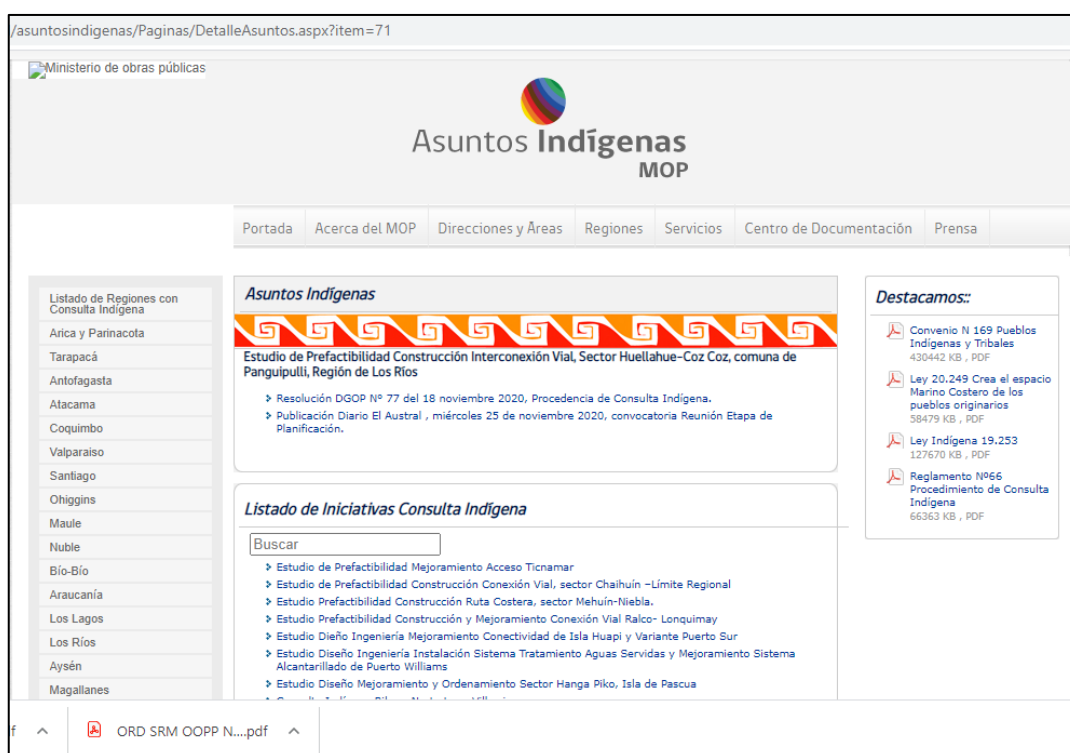 /asuntosindigenas/Paginas/DetalleAsuntos.aspx?item=71
Ministerio de obras públicas
Asuntos Indígenas
MOP
Portada Acerca del MOP Direcciones y Áreas Regiones Servicios Centro de Documentación Prensa
Listado de Regiones con
Consulta Indígena
Arica y Parinacota
Tarapacá
Antofagasta
Atacama
Coquimbo
Valparaiso
Santiago
Ohiggins
Maule
Nuble
Bío-Bío
Araucanía
Los Lagos
Los Ríos
Aysén
Magallanes
Asuntos Indígenas
Estudio de Prefactibilidad Construcción Interconexión Vial, Sector Huellahue-Coz Coz, comuna de
Panguipulli, Región de Los Ríos
Resolución DGOP Nº 77 del 18 noviembre 2020, Procedencia de Consulta Indígena.
Publicación Diario El Austral , miércoles 25 de noviembre 2020, convocatoria Reunión Etapa de
Planificación.
Listado de Iniciativas Consulta Indígena
Buscar
Estudio de Prefactibilidad Mejoramiento Acceso Ticnamar
Estudio de Prefactibilidad Construcción Conexión Vial, sector Chaihuín –Límite Regional
Estudio Prefactibilidad Construcción Ruta Costera, sector Mehuín-Niebla.
Estudio Prefactibilidad Construcción y Mejoramiento Conexión Vial Ralco- Lonquimay
Estudio Dieño Ingeniería Mejoramiento Conectividad de Isla Huapi y Variante Puerto Sur
Estudio Diseño Ingeniería Instalación Sistema Tratamiento Aguas Servidas y Mejoramiento Sistema
Alcantarillado de Puerto Williams
Estudio Diseño Mejoramiento y Ordenamiento Sector Hanga Piko, Isla de Pascua
Destacamos::
Convenio N 169 Pueblos
Indígenas y Tribales
430442 KB , PDF
Ley 20.249 Crea el espacio
Marino Costero de los
pueblos originarios
58479 KB , PDF
Ley Indígena 19.253
127670 KB , PDF
Reglamento Nº66
Procedimiento de Consulta
Indígena
66363 KB , PDF
f
ORD SRM OOPP N....pdf